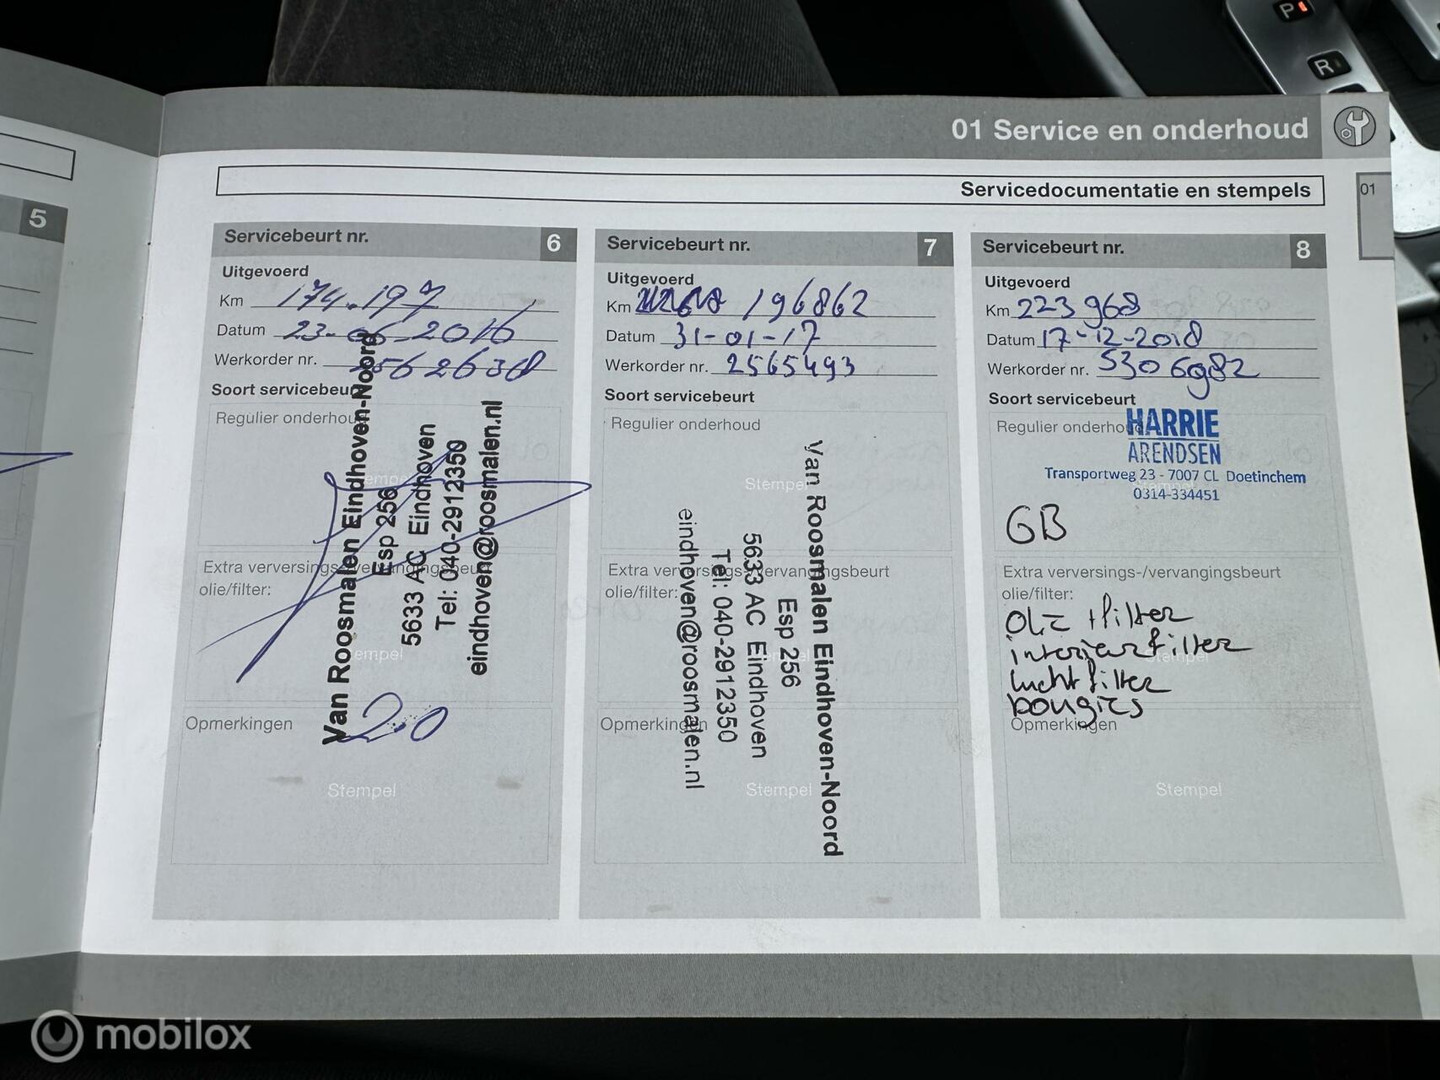 P
R
01 Service en onderhoud
Servicedocumentatie en stempels
01
5
Servicebeurt nr. 6
Uitgevoerd
Km 174.197
Datum 23-06-2016
Werkorder nr. 2562638
Soort servicebeurt
Regulier onderhoud
Stempel
Van Roosmalen Eindhoven-Noord
Esp 256
5633 AC Eindhoven
Tel: 040-2912350
eindhoven@roosmalen.nl
Extra verversings-/vervangingsbeurt
olie/filter:
Stempel
Opmerkingen
20
Stempel
Servicebeurt nr. 7
Uitgevoerd
Km 196862
Datum 31-01-17
Werkorder nr. 2565493
Soort servicebeurt
Regulier onderhoud
Stempel
Van Roosmalen Eindhoven-Noord
Esp 256
5633 AC Eindhoven
Tel: 040-2912350
eindhoven@roosmalen.nl
Extra verversings-/vervangingsbeurt
olie/filter:
Opmerkingen
Stempel
Servicebeurt nr. 8
Uitgevoerd
Km 223968
Datum 17-12-2018
Werkorder nr. 5306982
Soort servicebeurt
Regulier onderhoud
HARRIE
ARENDSEN
Transportweg 23 - 7007 CL Doetinchem
0314-334451
GB
Extra verversings-/vervangingsbeurt
olie/filter:
olie + filter
interieurfilter
Stempel
luchtfilter
bougies
Opmerkingen
Stempel
mobilox